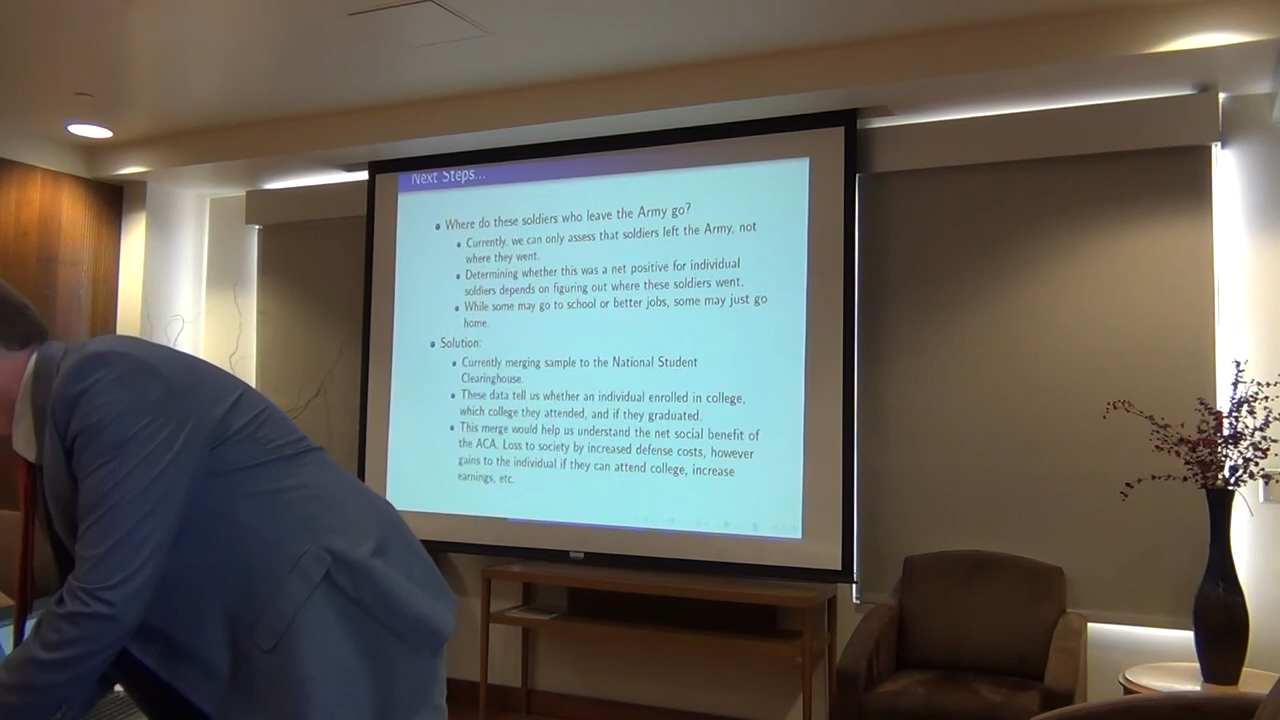 Next Steps...
Where do these soldiers who leave the Army go?
Currently, we can only assess that soldiers left the Army, not
where they went.
Determining whether this was a net positive for individual
soldiers depends on figuring out where these soldiers went.
While some may go to school or better jobs, some may just go
home.
Solution:
Currently merging sample to the National Student
Clearinghouse.
These data tell us whether an individual enrolled in college,
which college they attended, and if they graduated.
This merge would help us understand the net social benefit of
the ACA. Loss to society by increased defense costs, however
gains to the individual if they can attend college, increase
earnings, etc.